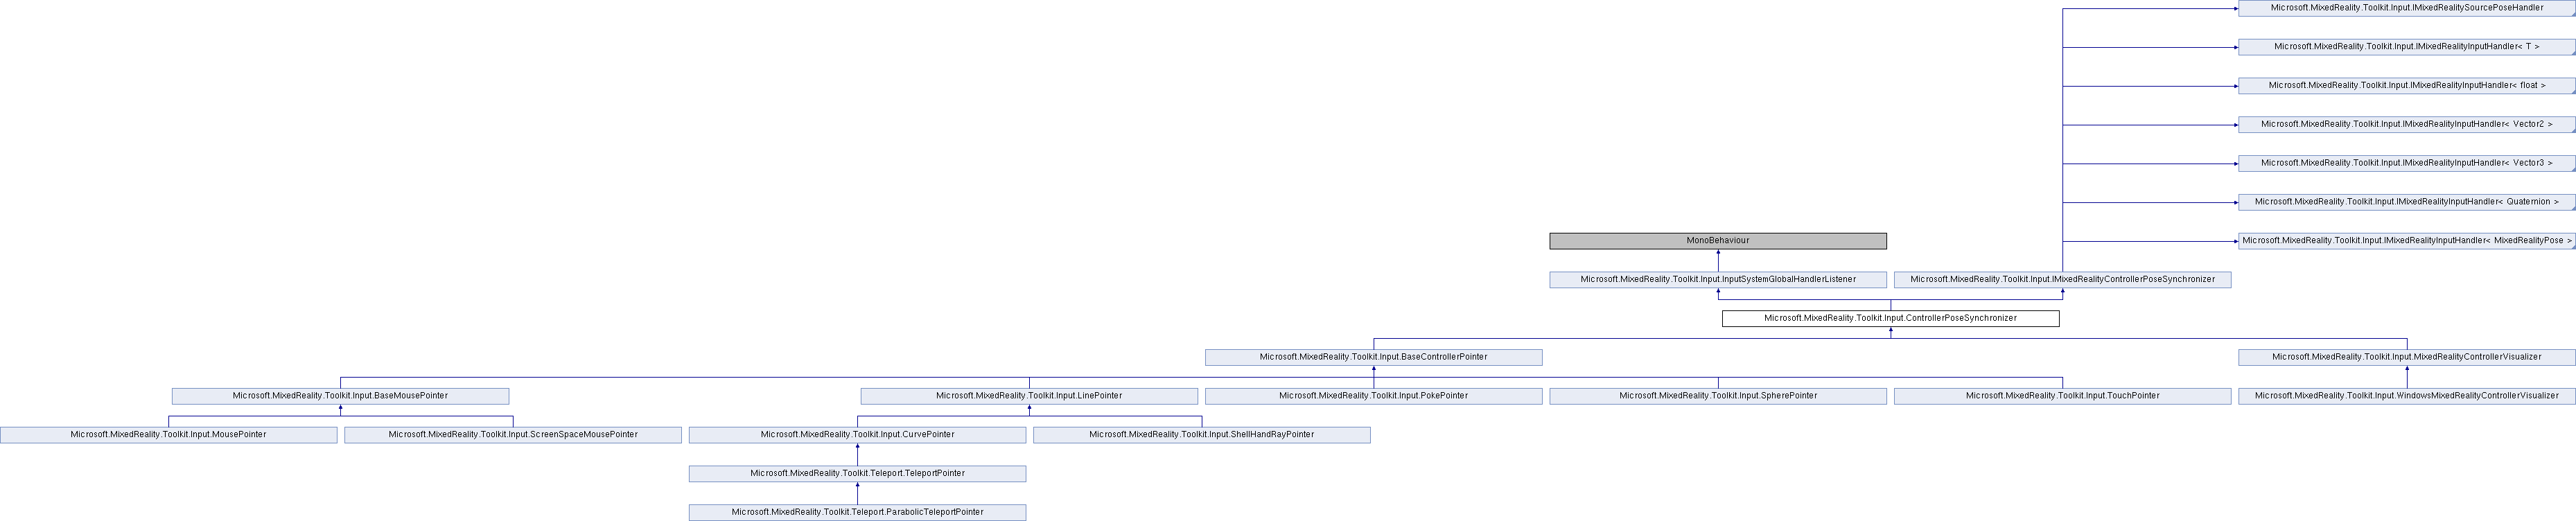 Microsoft.MixedReality.Toolkit.Input.IMixedRealitySourcePoseHandler
Microsoft.MixedReality.Toolkit.Input.IMixedRealityInputHandler< T >
Microsoft.MixedReality.Toolkit.Input.IMixedRealityInputHandler< float >
Microsoft.MixedReality.Toolkit.Input.IMixedRealityInputHandler< Vector2 >
Microsoft.MixedReality.Toolkit.Input.IMixedRealityInputHandler< Vector3 >
Microsoft.MixedReality.Toolkit.Input.IMixedRealityInputHandler< Quaternion >
MonoBehaviour
Microsoft.MixedReality.Toolkit.Input.IMixedRealityInputHandler< MixedRealityPose >
Microsoft.MixedReality.Toolkit.Input.InputSystemGlobalHandlerListener
Microsoft.MixedReality.Toolkit.Input.IMixedRealityControllerPoseSynchronizer
Microsoft.MixedReality.Toolkit.Input.ControllerPoseSynchronizer
Microsoft.MixedReality.Toolkit.Input.BaseControllerPointer
Microsoft.MixedReality.Toolkit.Input.MixedRealityControllerVisualizer
Microsoft.MixedReality.Toolkit.Input.BaseMousePointer
Microsoft.MixedReality.Toolkit.Input.LinePointer
Microsoft.MixedReality.Toolkit.Input.PokePointer
Microsoft.MixedReality.Toolkit.Input.SpherePointer
Microsoft.MixedReality.Toolkit.Input.TouchPointer
Microsoft.MixedReality.Toolkit.Input.WindowsMixedRealityControllerVisualizer
Microsoft.MixedReality.Toolkit.Input.MousePointer
Microsoft.MixedReality.Toolkit.Input.ScreenSpaceMousePointer
Microsoft.MixedReality.Toolkit.Input.CurvePointer
Microsoft.MixedReality.Toolkit.Input.ShellHandRayPointer
Microsoft.MixedReality.Toolkit.Teleport.TeleportPointer
Microsoft.MixedReality.Toolkit.Teleport.ParabolicTeleportPointer